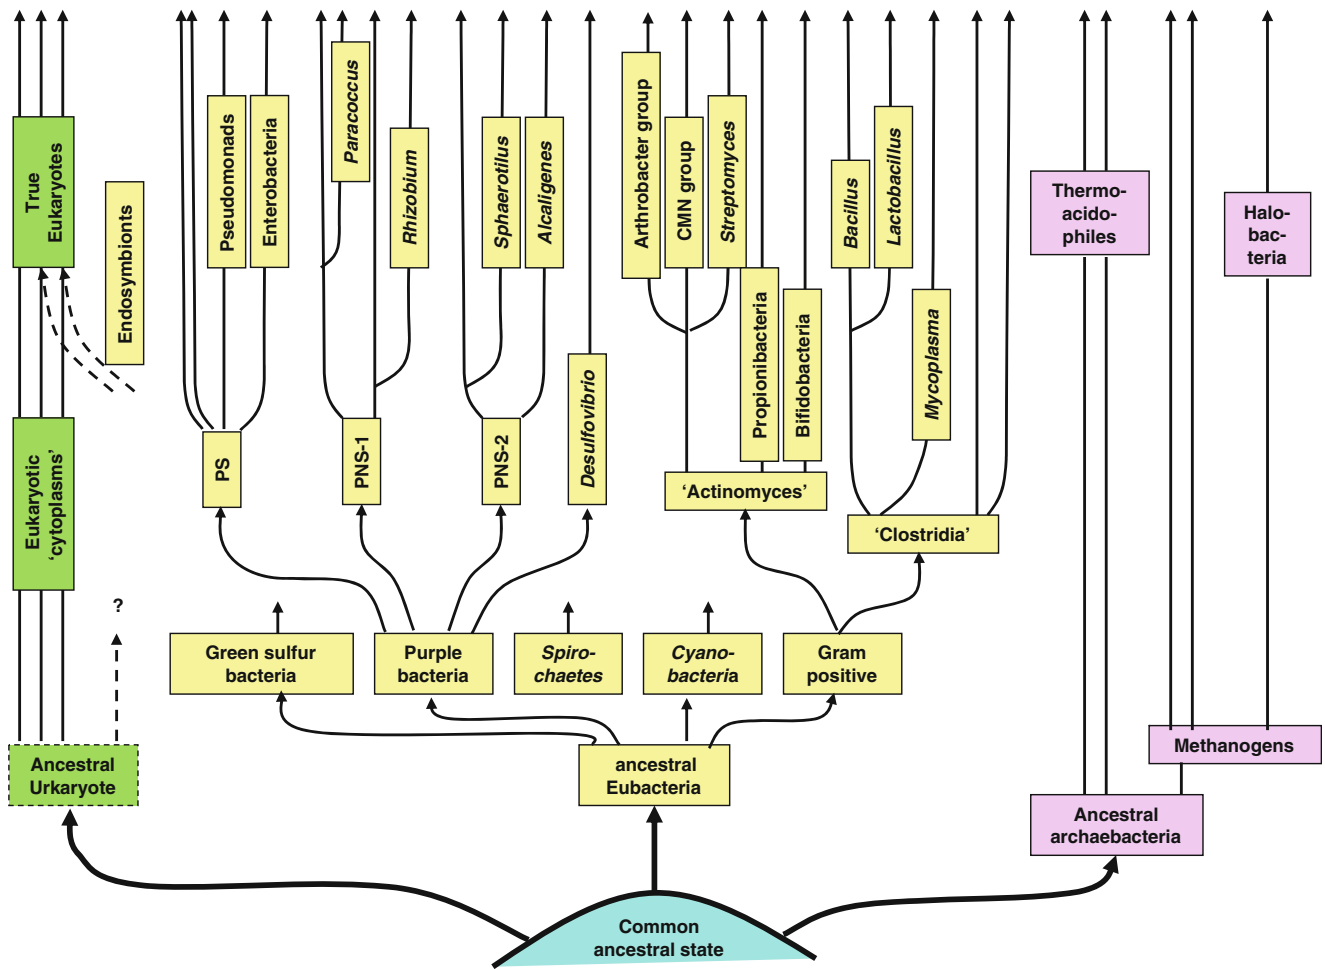 True
Eukaryotes
Endosymbionts
Eukaryotic
‘cytoplasms’
?
Ancestral
Urkaryote
Pseudomonads
Enterobacteria
Paracoccus
Rhizobium
Sphaerotilus
Alcaligenes
Desulfovibrio
Arthrobacter group
CMN group
Streptomyces
Propionibacteria
Bifidobacteria
Bacillus
Lactobacillus
Mycoplasma
PS
PNS-1
PNS-2
‘Actinomyces’
‘Clostridia’
Green sulfur
bacteria
Purple
bacteria
Spiro-
chaetes
Cyano-
bacteria
Gram
positive
ancestral
Eubacteria
Thermo-
acido-
philes
Halo-
bac-
teria
Methanogens
Ancestral
archaebacteria
Common
ancestral state